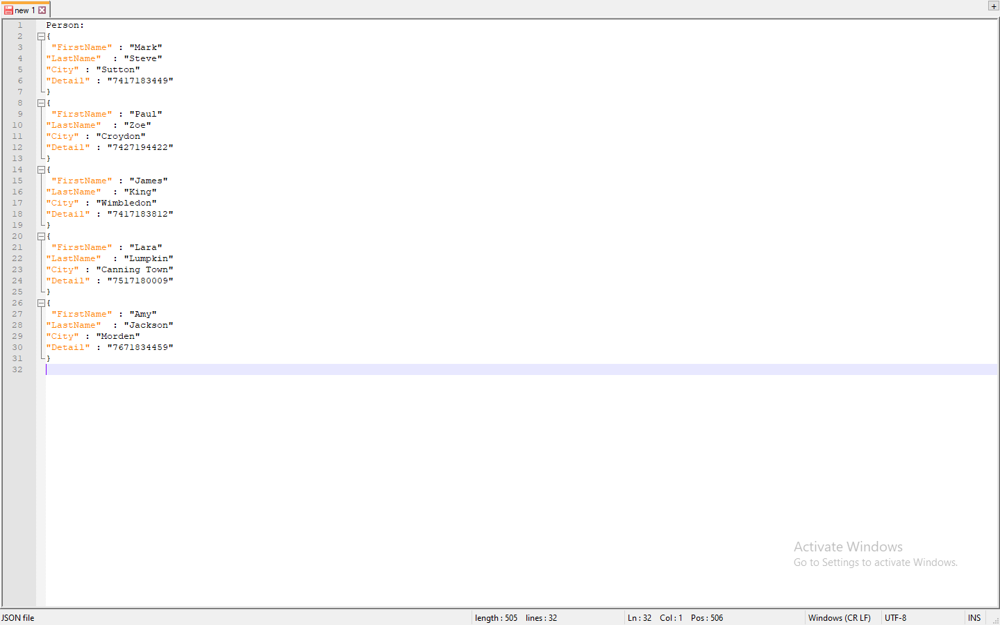 new 1
+
1 Person:
2 {
3 "FirstName" : "Mark"
4 "LastName"  : "Steve"
5 "City" : "Sutton"
6 "Detail" : "7417183449"
7 }
8 {
9 "FirstName" : "Paul"
10 "LastName"  : "Zoe"
11 "City" : "Croydon"
12 "Detail" : "7427194422"
13 }
14 {
15 "FirstName" : "James"
16 "LastName"  : "King"
17 "City" : "Wimbledon"
18 "Detail" : "7417183812"
19 }
20 {
21 "FirstName" : "Lara"
22 "LastName"  : "Lumpkin"
23 "City" : "Canning Town"
24 "Detail" : "7517180009"
25 }
26 {
27 "FirstName" : "Amy"
28 "LastName"  : "Jackson"
29 "City" : "Morden"
30 "Detail" : "7671834459"
31 }
32
Activate Windows
Go to Settings to activate Windows.
JSON file length : 505 lines : 32 Ln : 32 Col : 1 Pos : 506 Windows (CR LF) UTF-8 INS